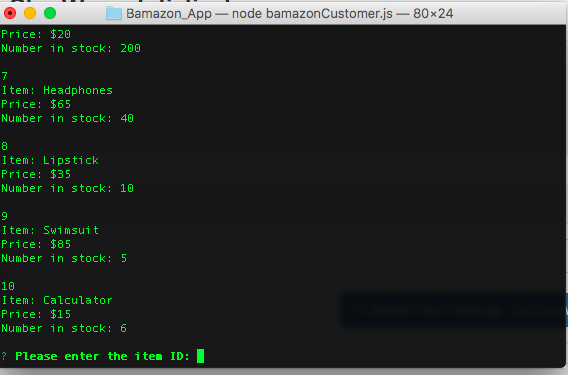 Bamazon_App — node bamazonCustomer.js — 80×24
Price: $20
Number in stock: 200
7
Item: Headphones
Price: $65
Number in stock: 40
8
Item: Lipstick
Price: $35
Number in stock: 10
9
Item: Swimsuit
Price: $85
Number in stock: 5
10
Item: Calculator
Price: $15
Number in stock: 6
? Please enter the item ID: